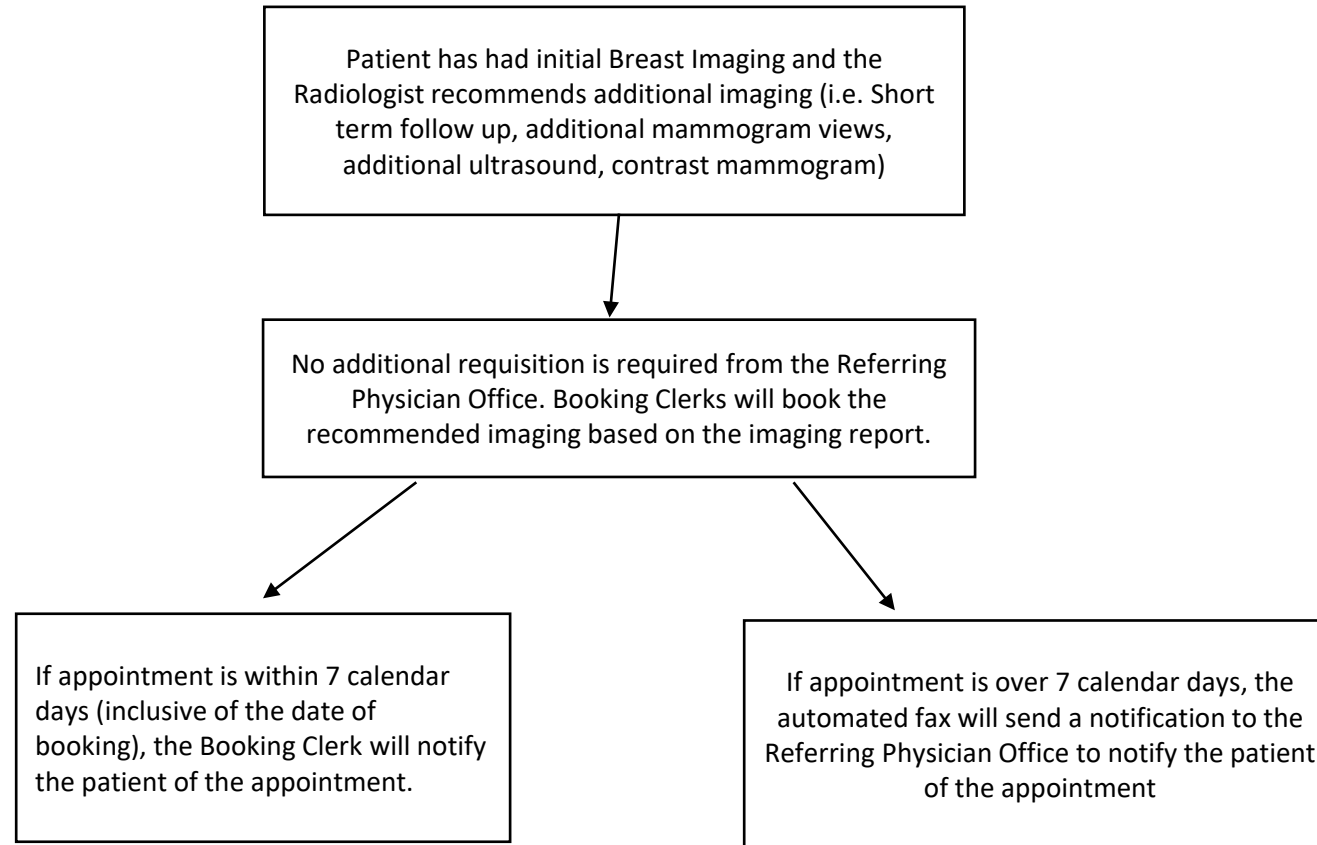 Patient has had initial Breast Imaging and the
Radiologist recommends additional imaging (i.e. Short
term follow up, additional mammogram views,
additional ultrasound, contrast mammogram)
No additional requisition is required from the Referring
Physician Office. Booking Clerks will book the
recommended imaging based on the imaging report.
If appointment is within 7 calendar
days (inclusive of the date of
booking), the Booking Clerk will notify
the patient of the appointment.
If appointment is over 7 calendar days, the
automated fax will send a notification to the
Referring Physician Office to notify the patient
of the appointment